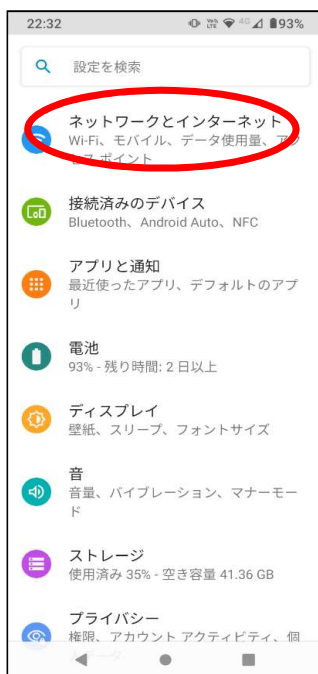 22:32 Vo) LTE 4G 93%
設定を検索
ネットワークとインターネット
Wi-Fi、モバイル、データ使用量、アク
セス ポイント
接続済みのデバイス
Bluetooth、Android Auto、NFC
アプリと通知
最近使ったアプリ、デフォルトのアプ
リ
電池
93% - 残り時間: 2 日以上
ディスプレイ
壁紙、スリープ、フォントサイズ
音
音量、バイブレーション、マナーモー
ド
ストレージ
使用済み 35% - 空き容量 41.36 GB
プライバシー
権限、アカウント アクティビティ、個